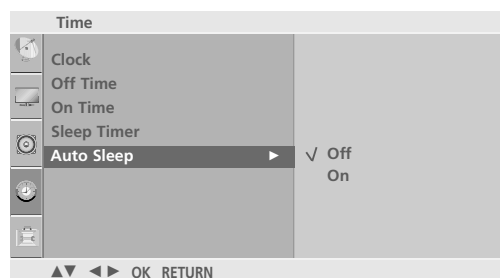 Time
Clock
Off Time
On Time
Sleep Timer
Auto Sleep ►
√ Off
On
▲▼ ◄► OK RETURN